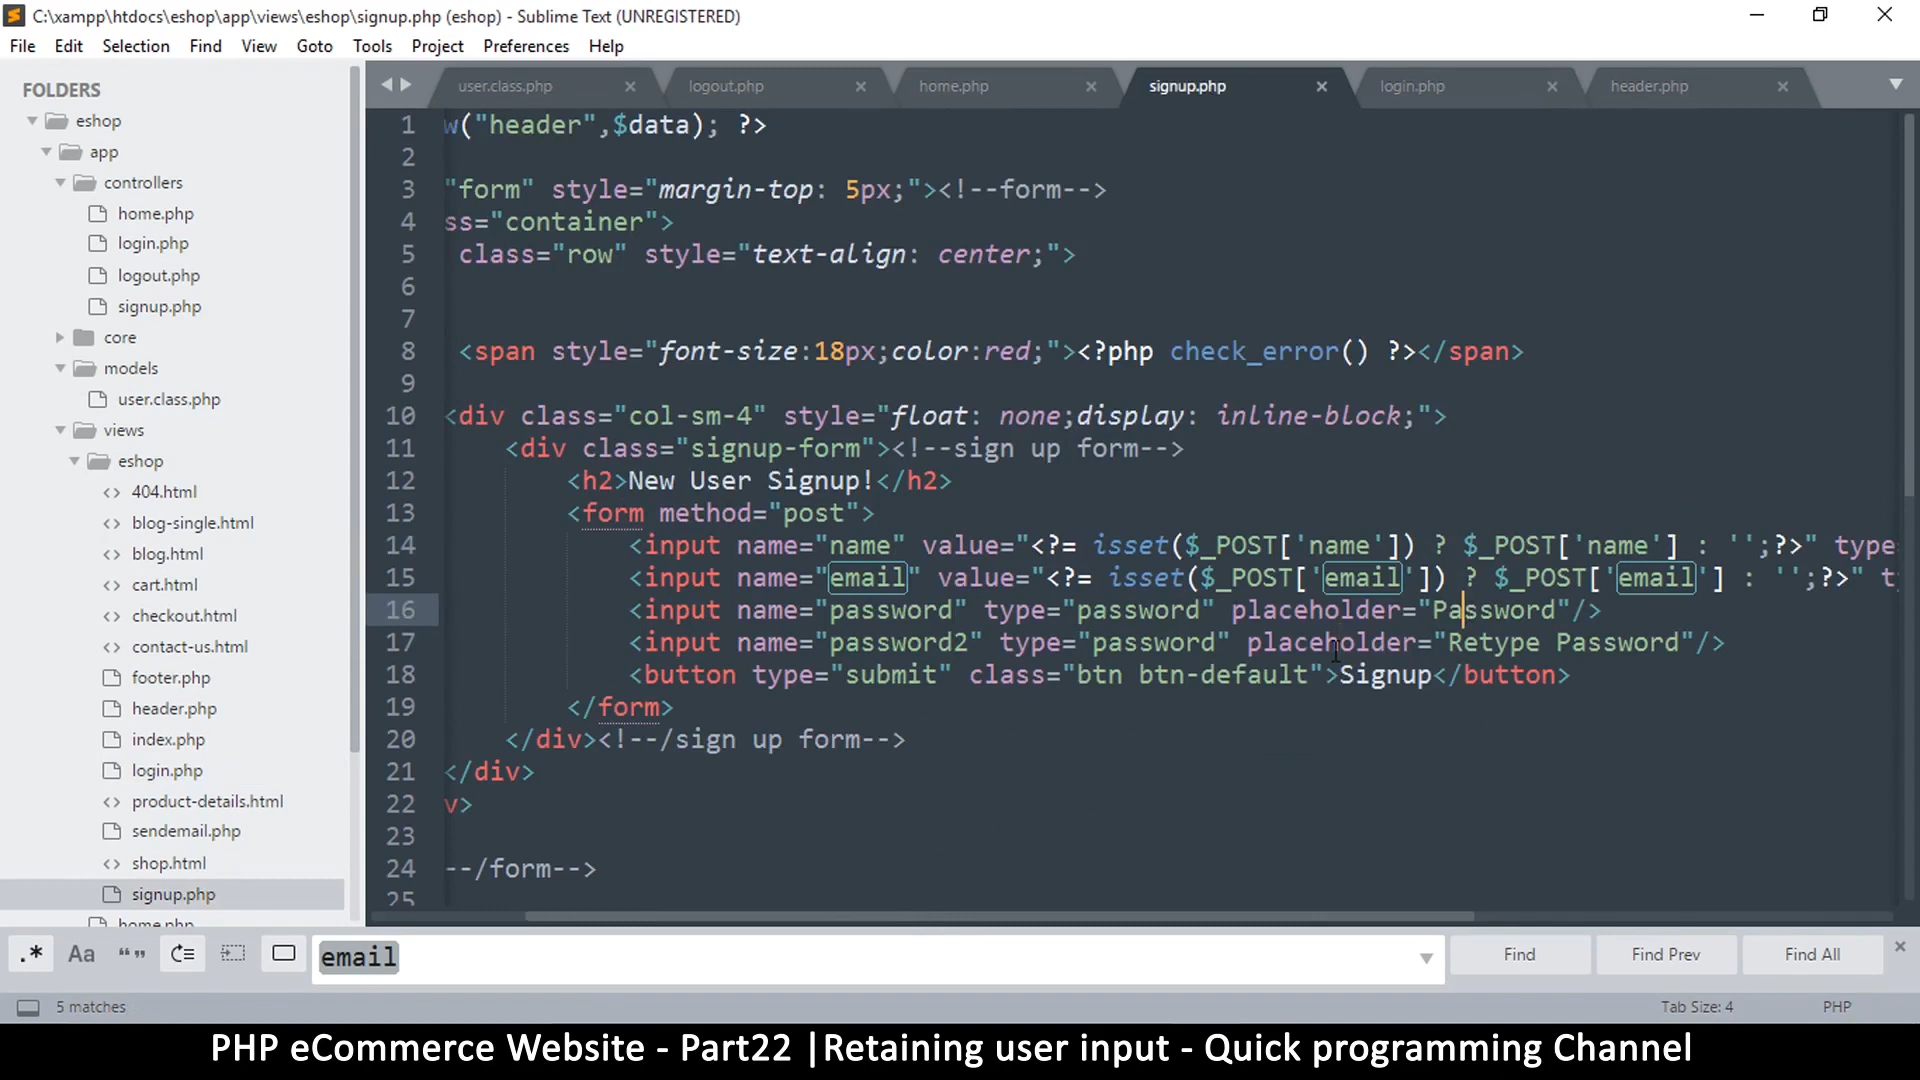 C:\xampp\htdocs\eshop\app\views\eshop\signup.php (eshop) - Sublime Text (UNREGISTERED)
File Edit Selection Find View Goto Tools Project Preferences Help
FOLDERS
eshop
app
controllers
home.php
login.php
logout.php
signup.php
core
models
user.class.php
views
eshop
404.html
blog-single.html
blog.html
cart.html
checkout.html
contact-us.html
footer.php
header.php
index.php
login.php
product-details.html
sendemail.php
shop.html
signup.php
home.php
user.class.php logout.php home.php signup.php login.php header.php
1 w("header",$data); ?>
2
3 "form" style="margin-top: 5px;"><!--form-->
4 ss="container">
5 class="row" style="text-align: center;">
6
7
8 <span style="font-size:18px;color:red;"><?php check_error() ?></span>
9
10 <div class="col-sm-4" style="float: none;display: inline-block;">
11 <div class="signup-form"><!--sign up form-->
12 <h2>New User Signup!</h2>
13 <form method="post">
14 <input name="name" value="<?= isset($_POST['name']) ? $_POST['name'] : '';?>" type
15 <input name="email" value="<?= isset($_POST['email']) ? $_POST['email'] : '';?>" t
16 <input name="password" type="password" placeholder="Password"/>
17 <input name="password2" type="password" placeholder="Retype Password"/>
18 <button type="submit" class="btn btn-default">Signup</button>
19 </form>
20 </div><!--/sign up form-->
21 </div>
22 v>
23
24 --/form-->
25
.* Aa “” email Find Find Prev Find All
5 matches Tab Size: 4 PHP
PHP eCommerce Website - Part22 |Retaining user input - Quick programming Channel